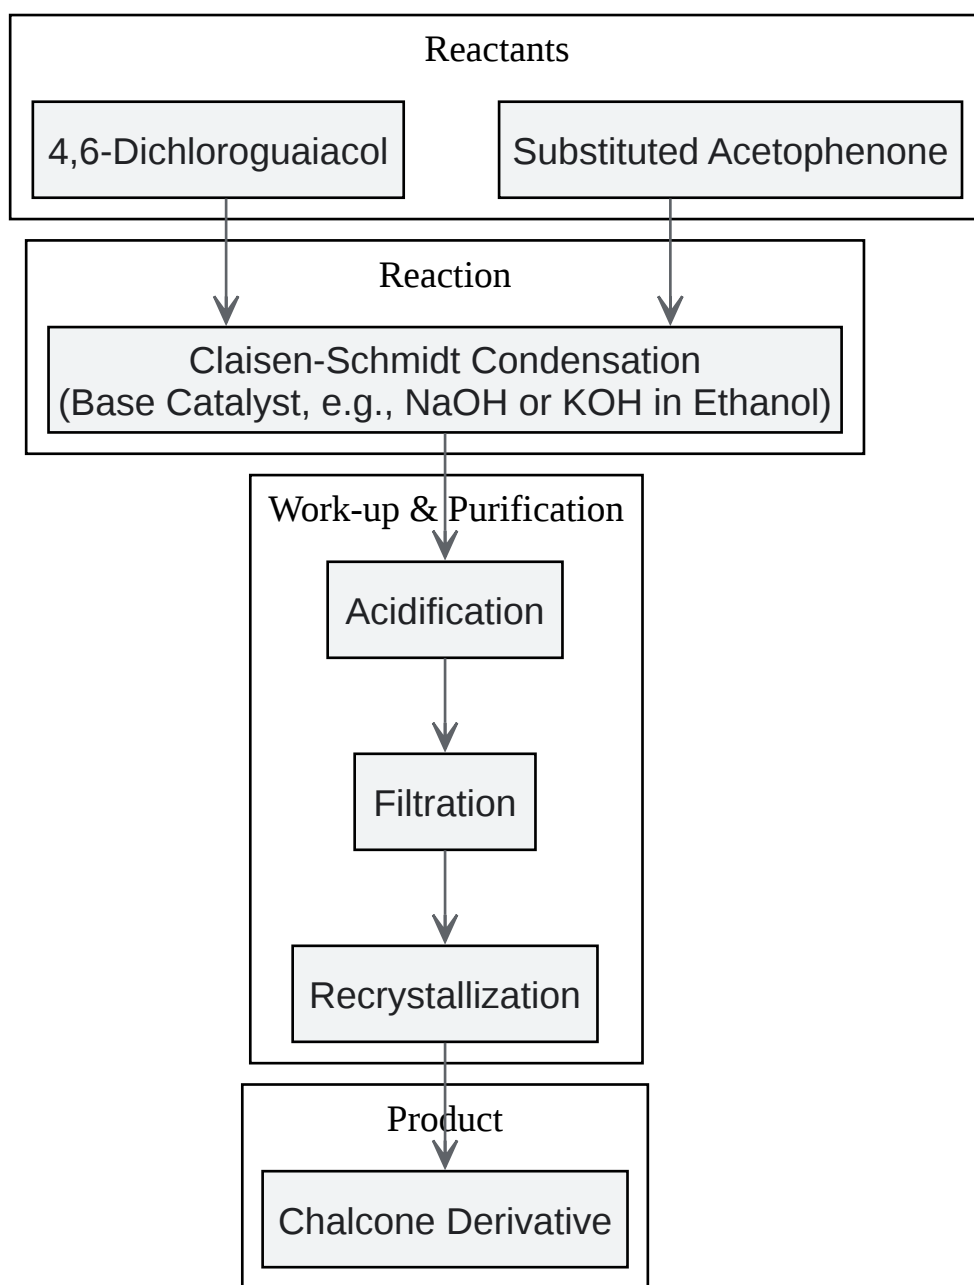 Reactants
4,6-Dichloroguaiacol
Substituted Acetophenone
Reaction
Claisen-Schmidt Condensation
(Base Catalyst, e.g., NaOH or KOH in Ethanol)
Work-up & Purification
Acidification
Filtration
Recrystallization
Product
Chalcone Derivative